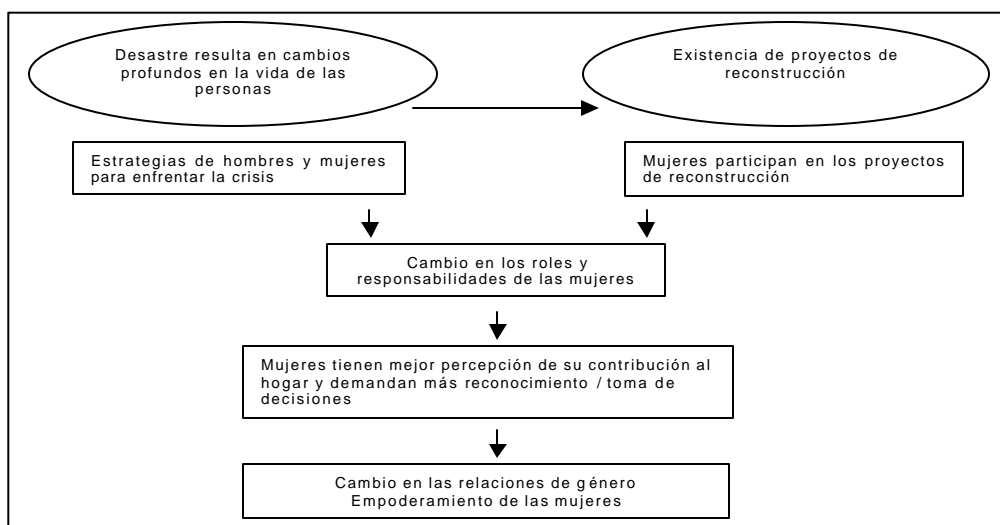 Desastre resulta en cambios
profundos en la vida de las
personas
Existencia de proyectos de
reconstrucción
Estrategias de hombres y mujeres
para enfrentar la crisis
Mujeres participan en los proyectos
de reconstrucción
Cambio en los roles y
responsabilidades de las mujeres
Mujeres tienen mejor percepción de su contribución al
hogar y demandan más reconocimiento / toma de
decisiones
Cambio en las relaciones de género
Empoderamiento de las mujeres